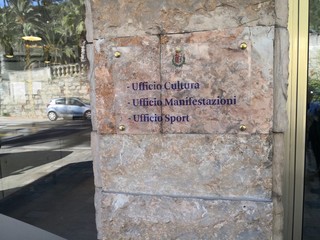 - Ufficio Cultura
- Ufficio Manifestazioni
- Ufficio Sport